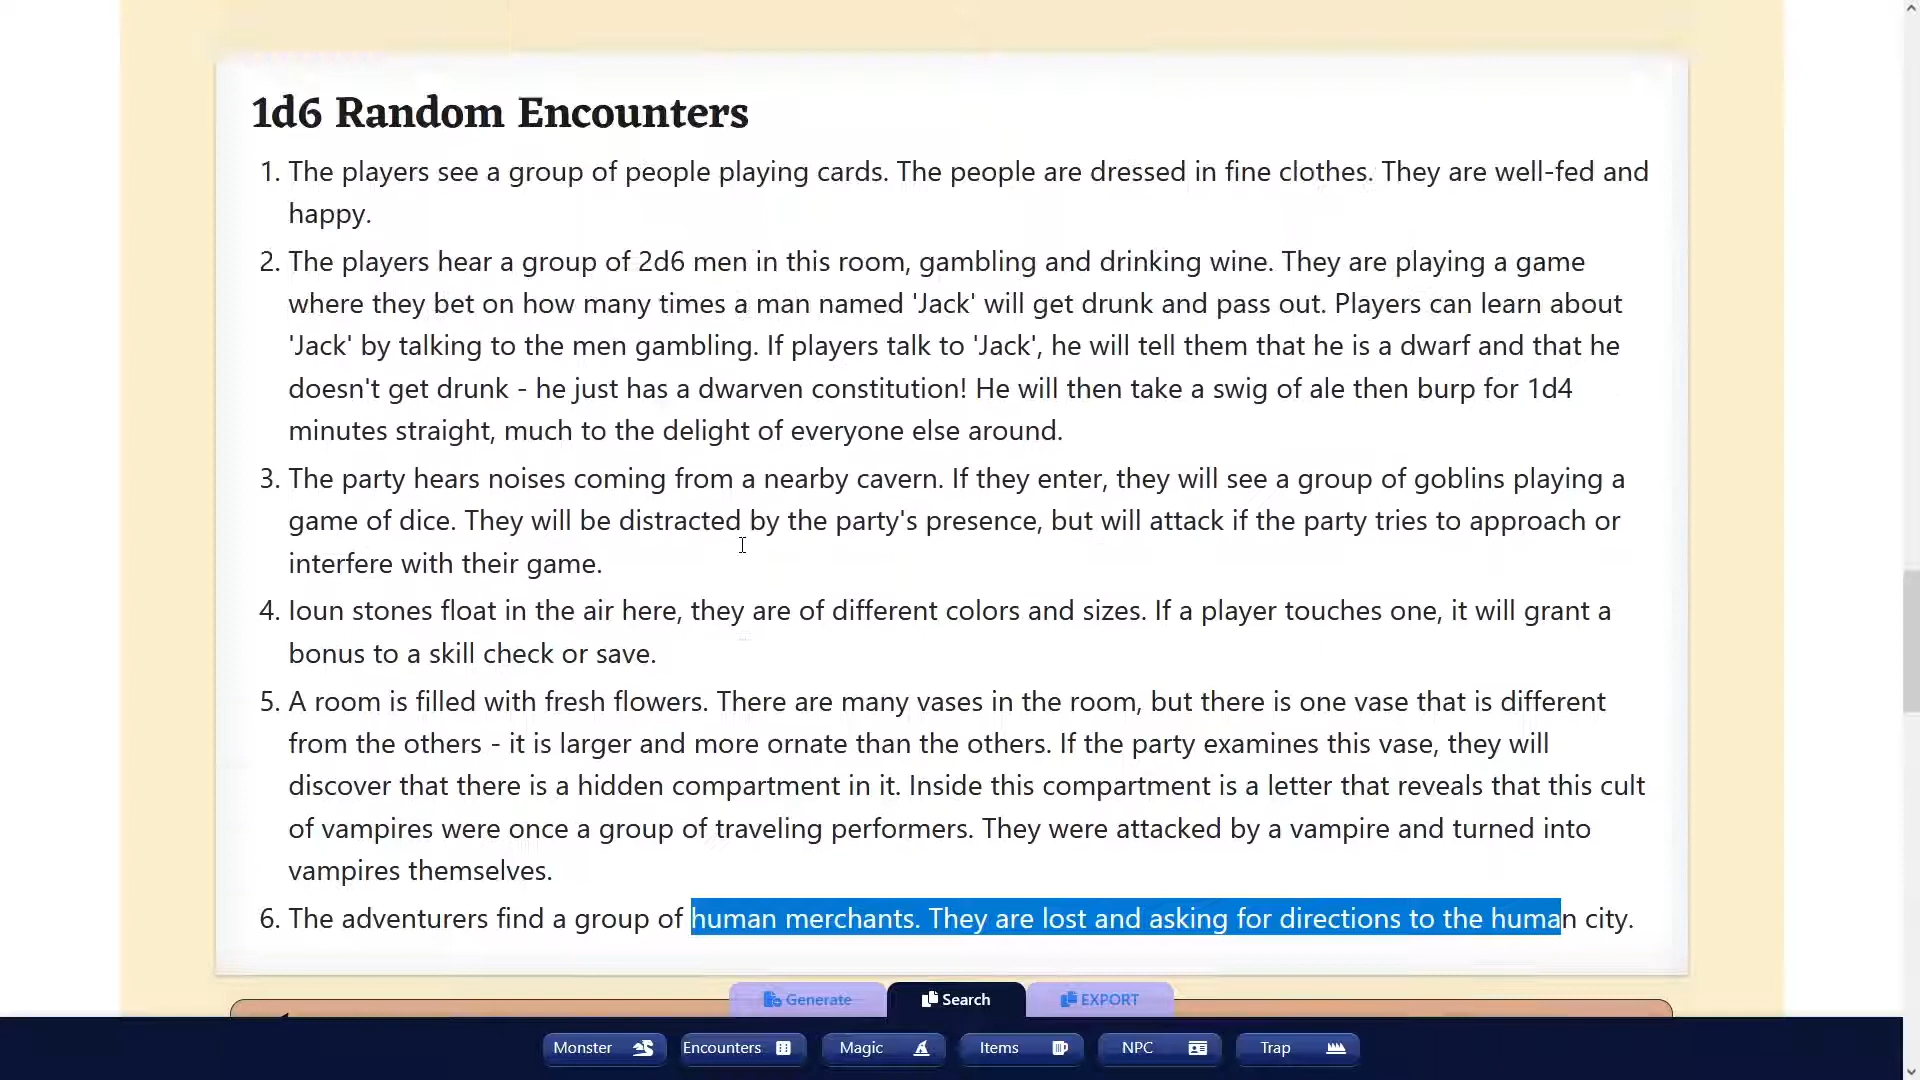 1d6 Random Encounters
1. The players see a group of people playing cards. The people are dressed in fine clothes. They are well-fed and
happy.
2. The players hear a group of 2d6 men in this room, gambling and drinking wine. They are playing a game
where they bet on how many times a man named 'Jack' will get drunk and pass out. Players can learn about
'Jack' by talking to the men gambling. If players talk to 'Jack', he will tell them that he is a dwarf and that he
doesn't get drunk - he just has a dwarven constitution! He will then take a swig of ale then burp for 1d4
minutes straight, much to the delight of everyone else around.
3. The party hears noises coming from a nearby cavern. If they enter, they will see a group of goblins playing a
game of dice. They will be distracted by the party's presence, but will attack if the party tries to approach or
interfere with their game.
4. Ioun stones float in the air here, they are of different colors and sizes. If a player touches one, it will grant a
bonus to a skill check or save.
5. A room is filled with fresh flowers. There are many vases in the room, but there is one vase that is different
from the others - it is larger and more ornate than the others. If the party examines this vase, they will
discover that there is a hidden compartment in it. Inside this compartment is a letter that reveals that this cult
of vampires were once a group of traveling performers. They were attacked by a vampire and turned into
vampires themselves.
6. The adventurers find a group of human merchants. They are lost and asking for directions to the human city.
Generate Search EXPORT
Monster Encounters Magic Items NPC Trap